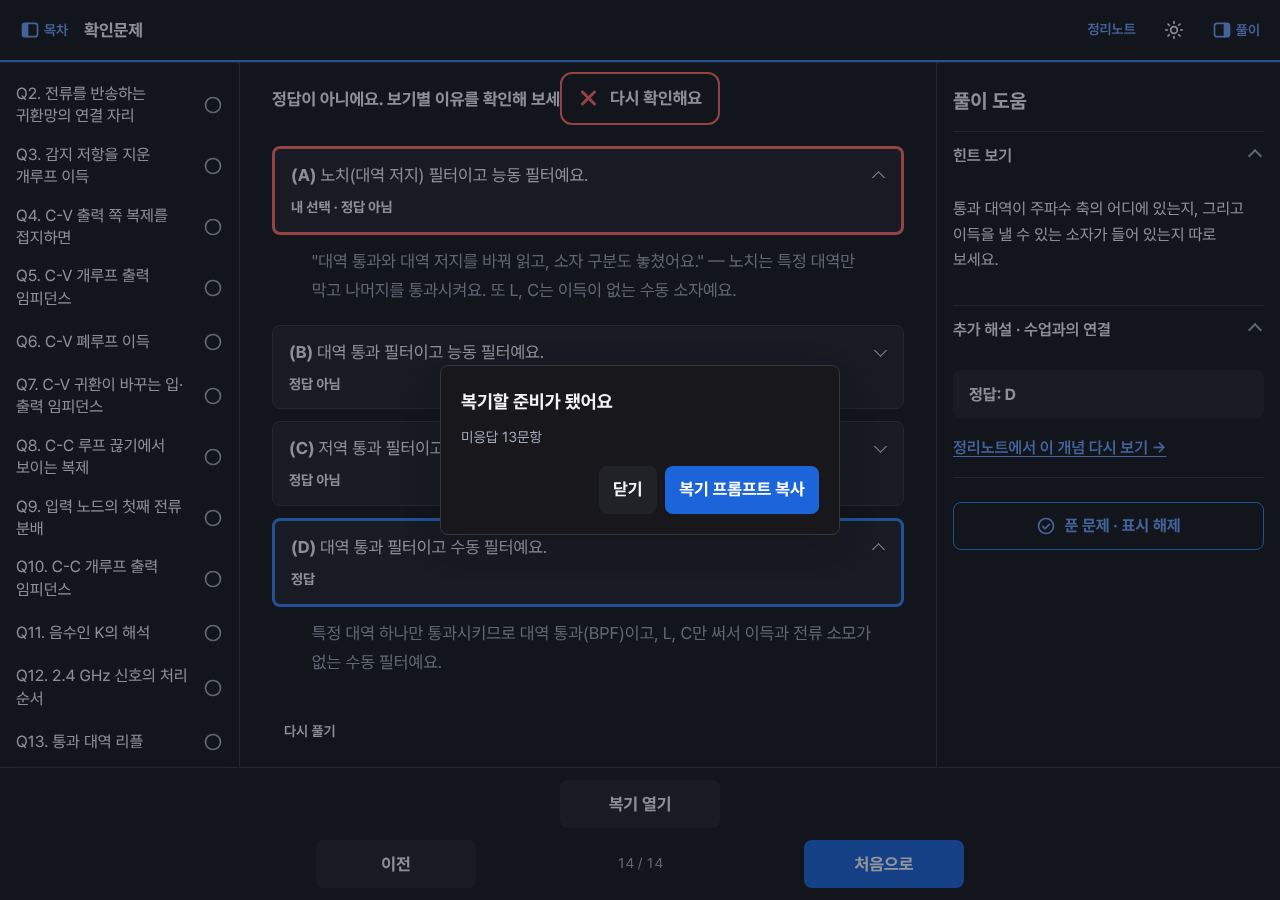 목차
확인문제
정리노트
풀이
Q2. 전류를 반송하는
귀환망의 연결 자리
Q3. 감지 저항을 지운
개루프 이득
Q4. C-V 출력 쪽 복제를
접지하면
Q5. C-V 개루프 출력
임피던스
Q6. C-V 폐루프 이득
Q7. C-V 귀환이 바꾸는 입·
출력 임피던스
Q8. C-C 루프 끊기에서
보이는 복제
Q9. 입력 노드의 첫째 전류
분배
Q10. C-C 개루프 출력
임피던스
Q11. 음수인 K의 해석
Q12. 2.4 GHz 신호의 처리
순서
Q13. 통과 대역 리플
정답이 아니에요. 보기별 이유를 확인해 보세
다시 확인해요
(A) 노치(대역 저지) 필터이고 능동 필터예요.
내 선택 · 정답 아님
"대역 통과와 대역 저지를 바꿔 읽고, 소자 구분도 놓쳤어요." — 노치는 특정 대역만
막고 나머지를 통과시켜요. 또 L, C는 이득이 없는 수동 소자예요.
(B) 대역 통과 필터이고 능동 필터예요.
정답 아님
(C) 저역 통과 필터이고
정답 아님
복기할 준비가 됐어요
미응답 13문항
닫기
복기 프롬프트 복사
(D) 대역 통과 필터이고 수동 필터예요.
정답
특정 대역 하나만 통과시키므로 대역 통과(BPF)이고, L, C만 써서 이득과 전류 소모가
없는 수동 필터예요.
다시 풀기
풀이 도움
힌트 보기
통과 대역이 주파수 축의 어디에 있는지, 그리고
이득을 낼 수 있는 소자가 들어 있는지 따로
보세요.
추가 해설 · 수업과의 연결
정답: D
정리노트에서 이 개념 다시 보기 →
푼 문제 · 표시 해제
복기 열기
이전
14 / 14
처음으로